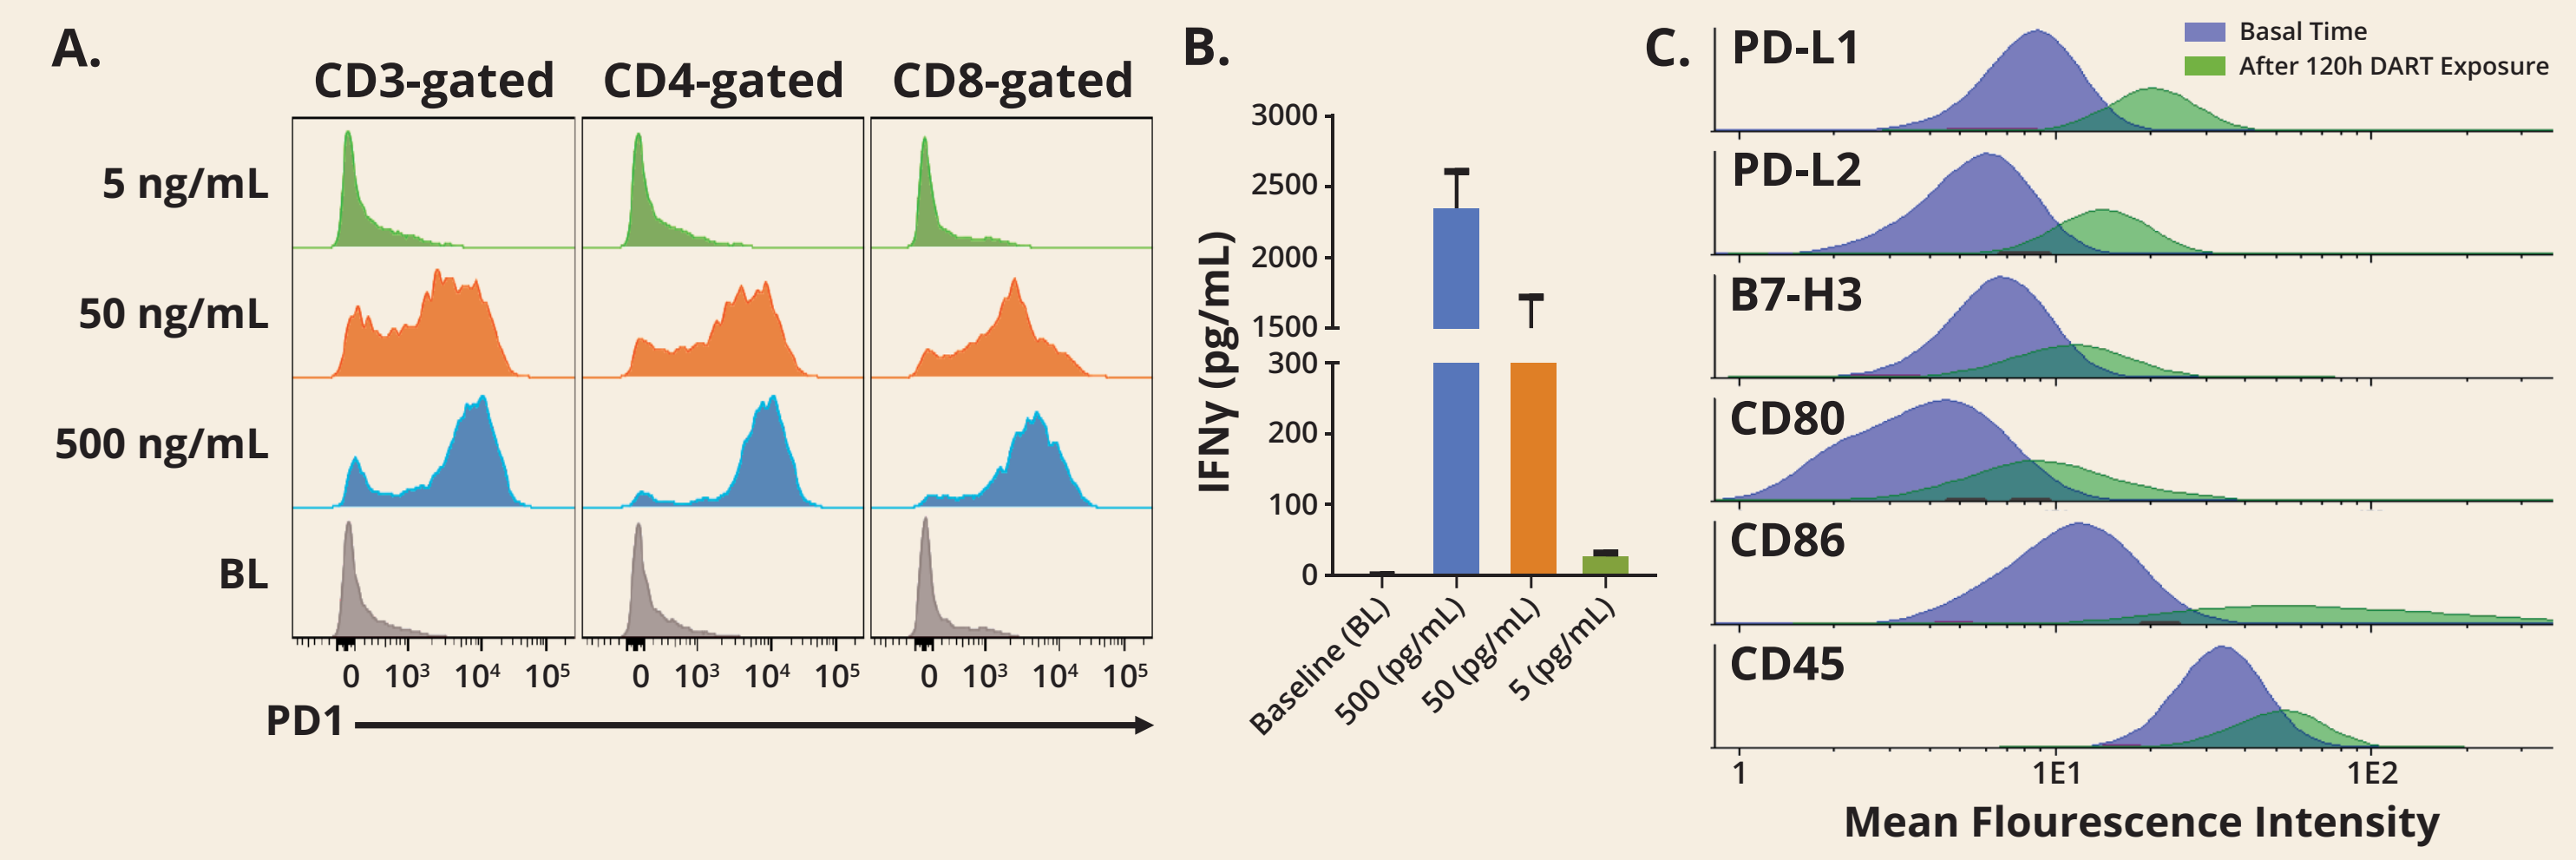 A.
CD3-gated CD4-gated CD8-gated
5 ng/mL
50 ng/mL
500 ng/mL
BL
0 10³ 10⁴ 10⁵ 0 10³ 10⁴ 10⁵ 0 10³ 10⁴ 10⁵
PD1
B.
IFNγ (pg/mL)
3000
2500
2000
1500
300
200
100
0
Baseline (BL)
500 (pg/mL)
50 (pg/mL)
5 (pg/mL)
C.
Basal Time
After 120h DART Exposure
PD-L1
PD-L2
B7-H3
CD80
CD86
CD45
1 1E1 1E2
Mean Flourescence Intensity